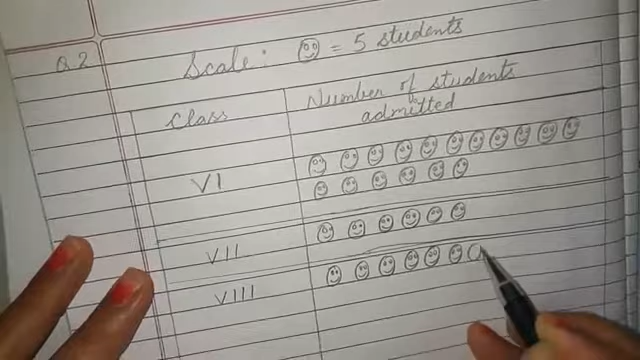 Q.2
Scale: ☺ = 5 students
Class
Number of students
admitted
VI
VII
VIII